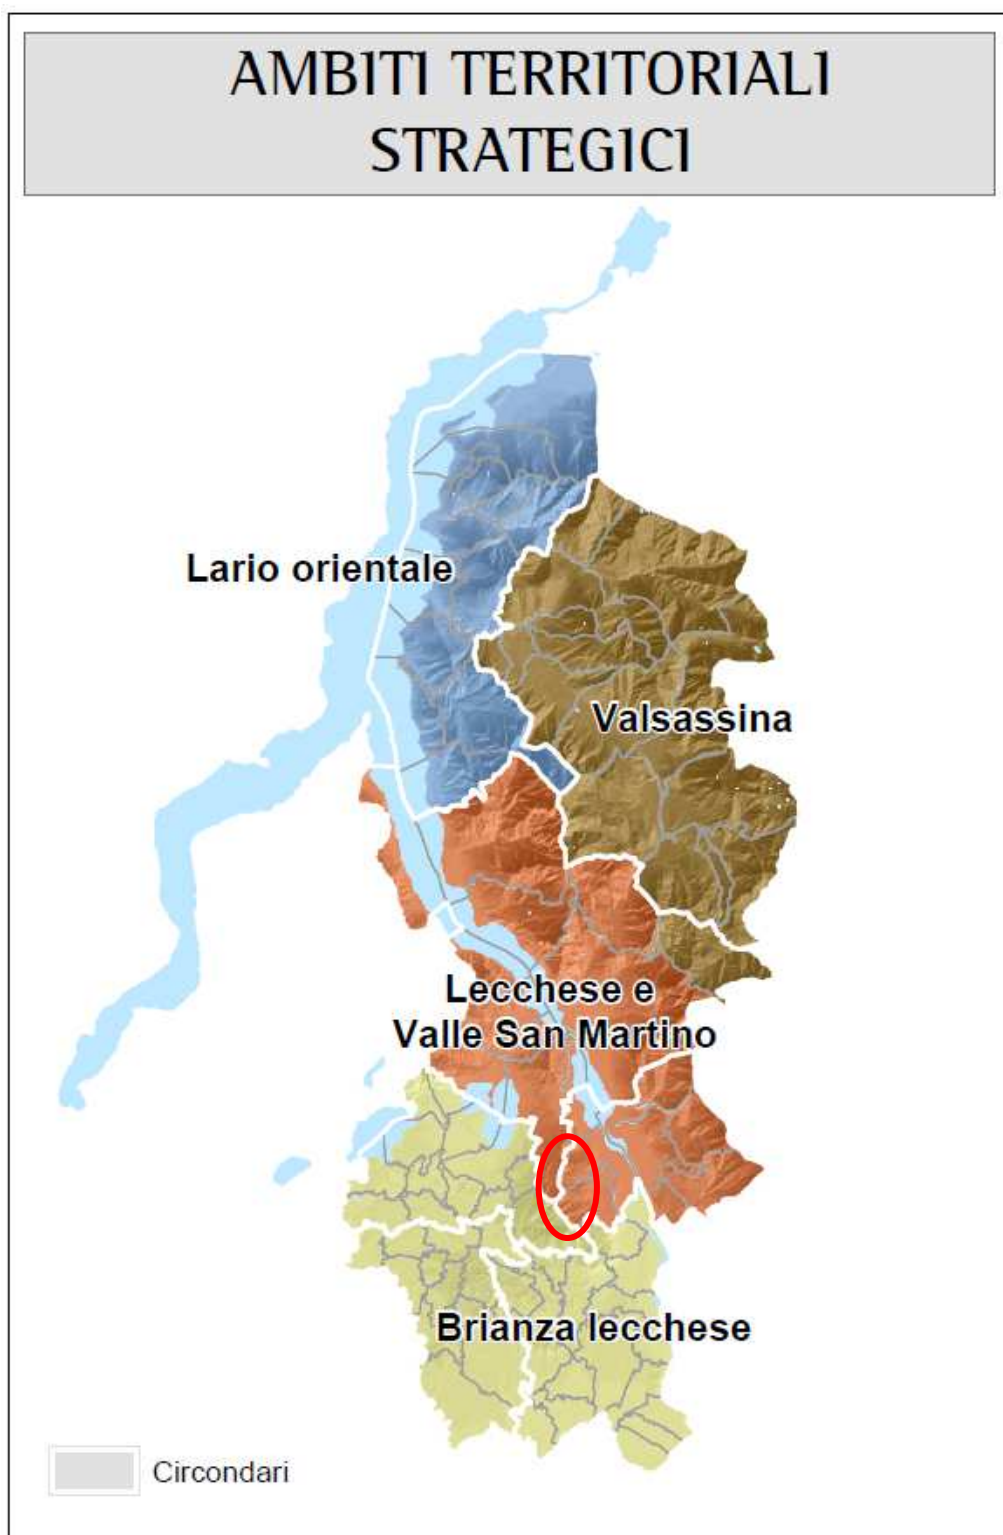 AMBITI TERRITORIALI
STRATEGICI
Lario orientale
Valsassina
Lecchese e
Valle San Martino
Brianza lecchese
Circondari